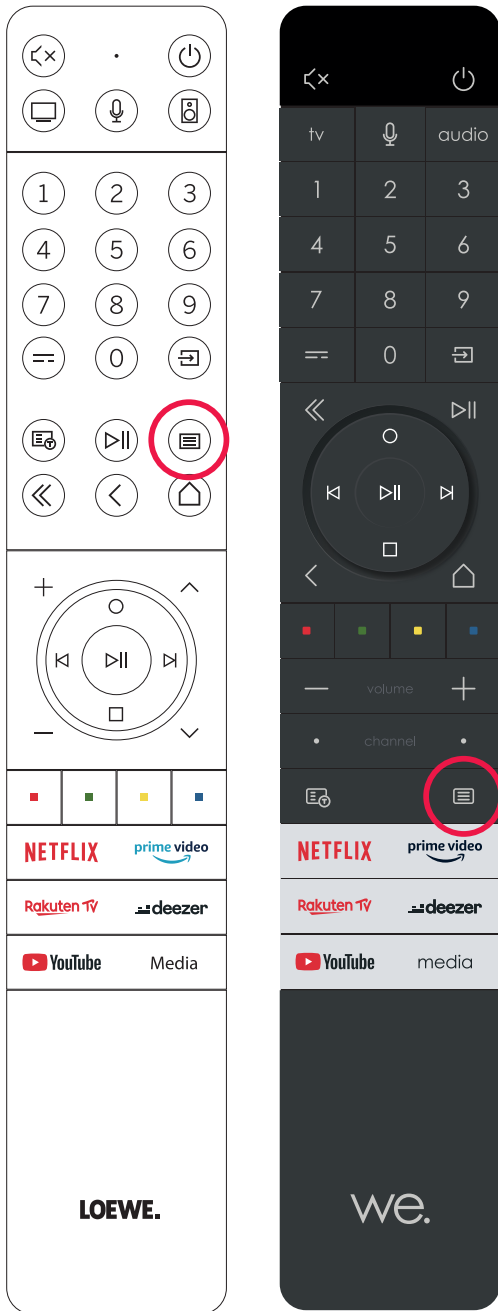 1 2 3
4 5 6
7 8 9
0
T
NETFLIX prime video
Rakuten TV deezer
YouTube Media
LOEWE.
tv audio
1 2 3
4 5 6
7 8 9
0
volume
channel
T
NETFLIX prime video
Rakuten TV deezer
YouTube media
we.